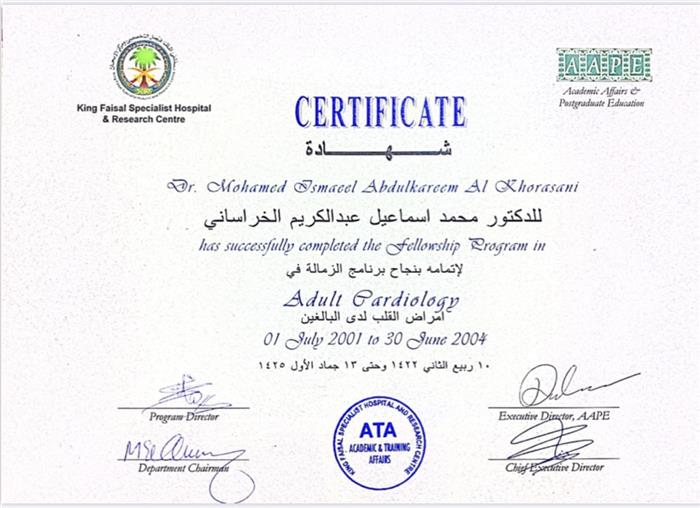 King Faisal Specialist Hospital
& Research Centre
AAPE
Academic Affairs &
Postgraduate Education
CERTIFICATE
شهادة
Dr. Mohamed Ismaeel Abdulkareem Al Khorasani
للدكتور محمد اسماعيل عبدالكريم الخراساني
has successfully completed the Fellowship Program in
لإتمامه بنجاح برنامج الزمالة في
Adult Cardiology
أمراض القلب لدى البالغين
01 July 2001 to 30 June 2004
١٠ ربيع الثاني ١٤٢٢ وحتى ١٣ جماد الأول ١٤٢٥
Program Director
Executive Director, AAPE
Department Chairman
Chief Executive Director
KING FAISAL SPECIALIST HOSPITAL AND RESEARCH CENTRE
ATA
ACADEMIC & TRAINING
AFFAIRS